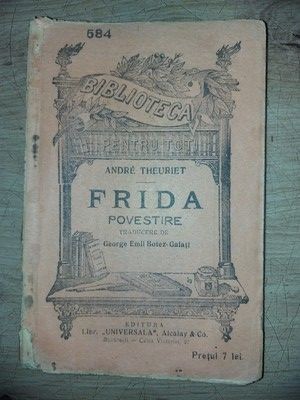 584
BIBLIOTECA
PENTRU TOȚI
ANDRÉ THEURIET
FRIDA
POVESTIRE
TRADUCERE DE
George Emil Botez-Galați
EDITURA
Libr. „UNIVERSALA", Alcalay & Co.
București — Calea Victoriei, 27
Prețul 7 lei.